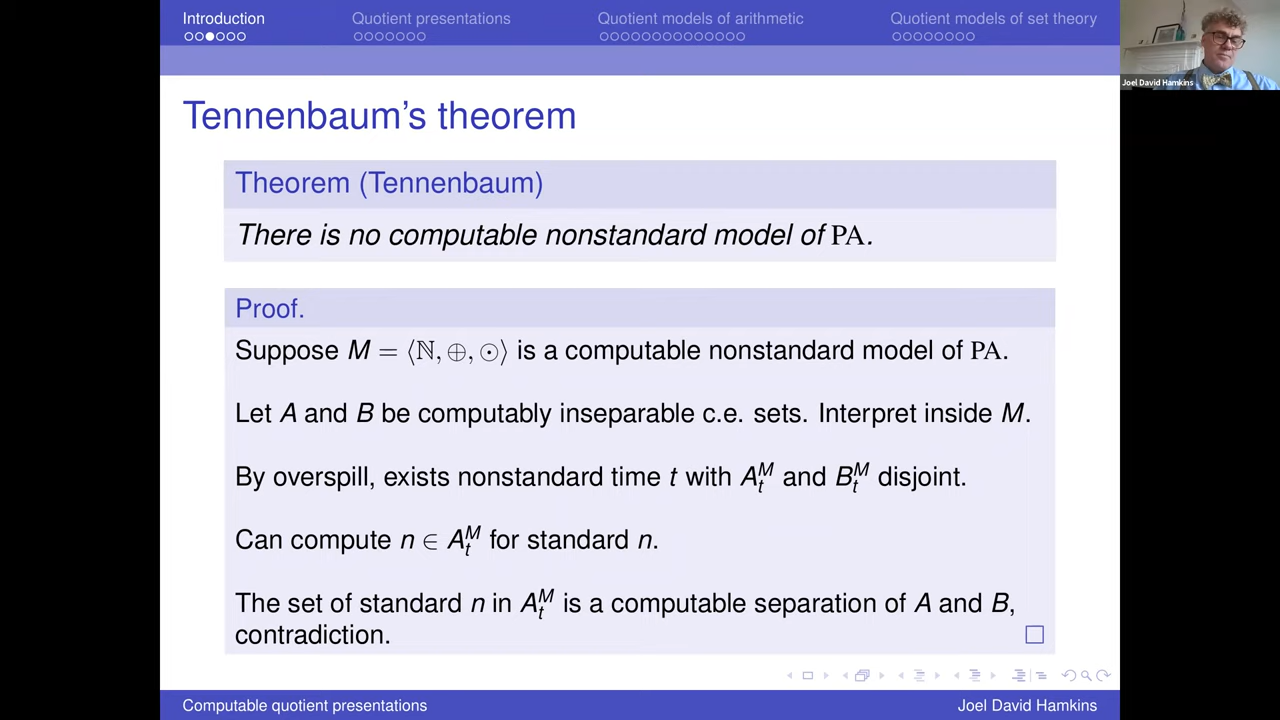 Introduction Quotient presentations Quotient models of arithmetic Quotient models of set theory
Joel David Hamkins
Tennenbaum's theorem
Theorem (Tennenbaum)
There is no computable nonstandard model of PA.
Proof.
Suppose M = ⟨ℕ, ⊕, ⊙⟩ is a computable nonstandard model of PA.
Let A and B be computably inseparable c.e. sets. Interpret inside M.
By overspill, exists nonstandard time t with A_t^M and B_t^M disjoint.
Can compute n ∈ A_t^M for standard n.
The set of standard n in A_t^M is a computable separation of A and B,
contradiction. □
Computable quotient presentations Joel David Hamkins